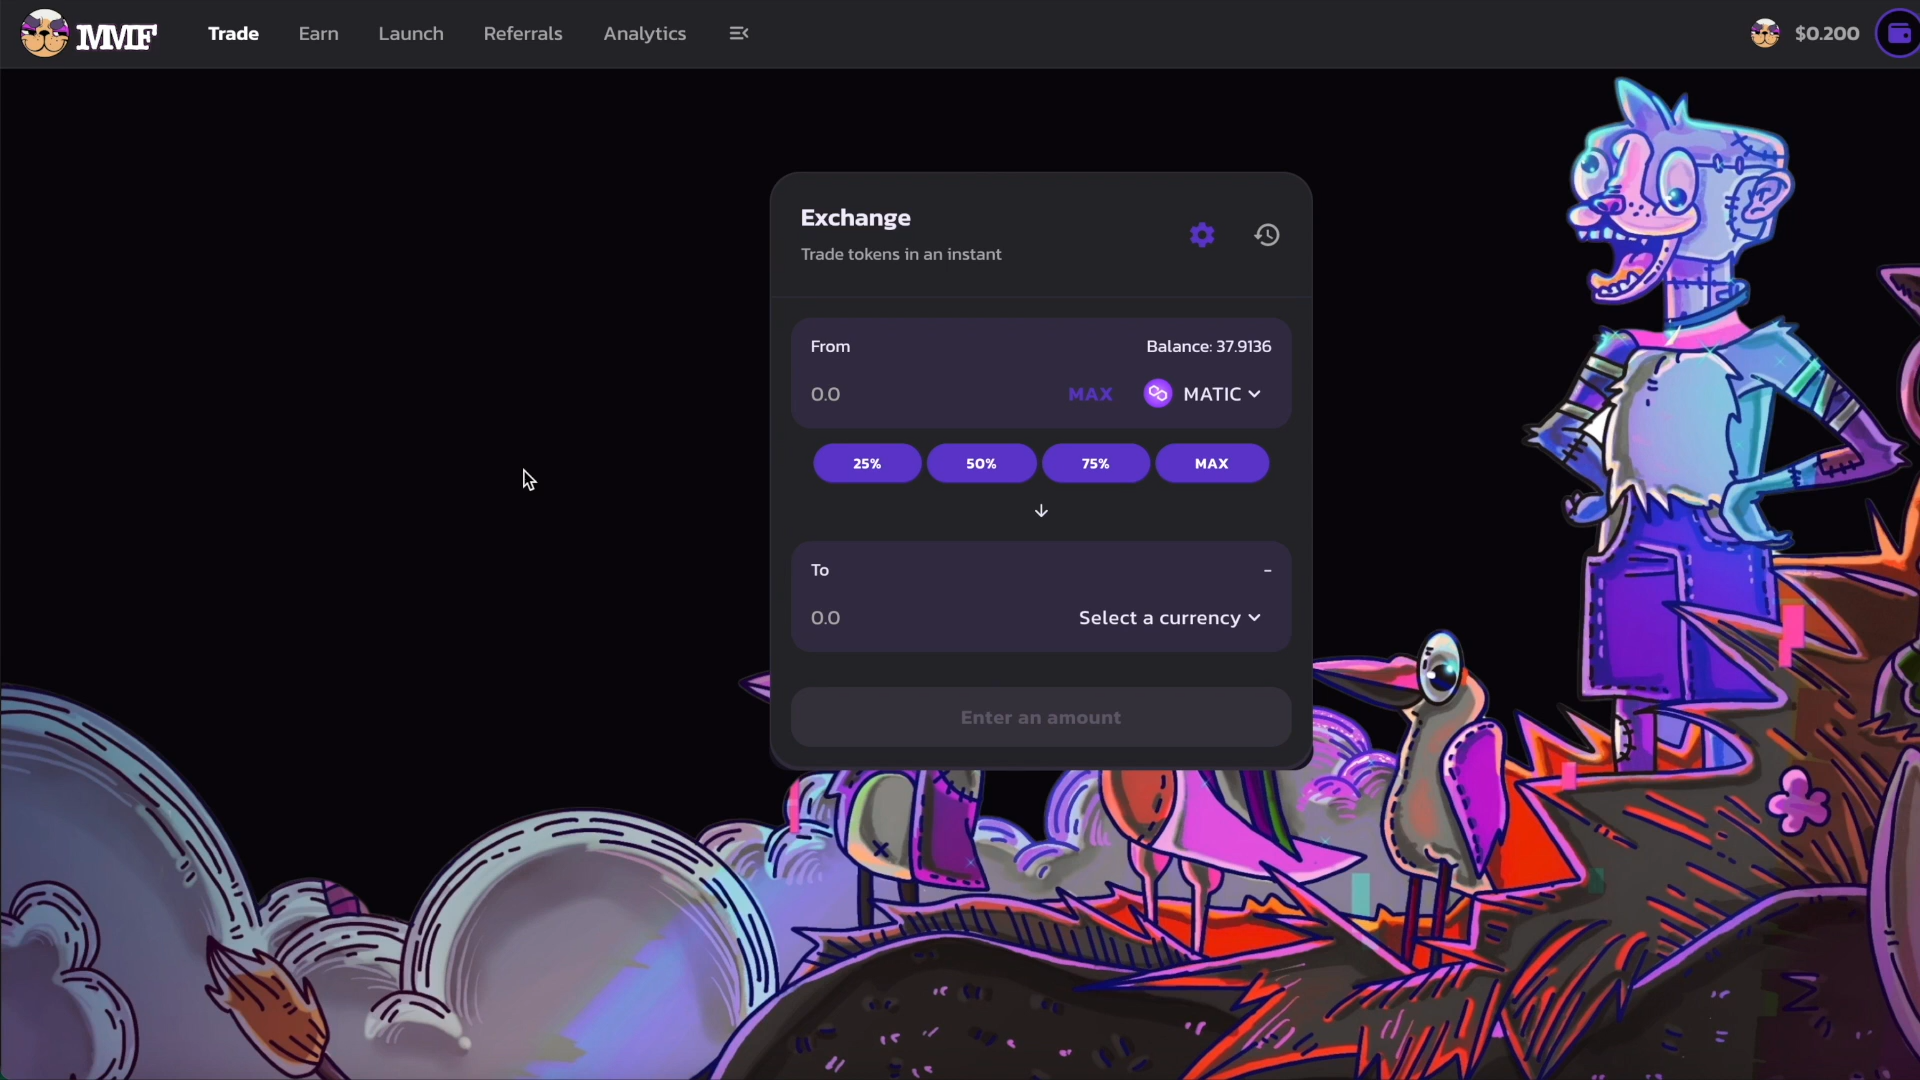 MMF
Trade
Earn
Launch
Referrals
Analytics
$0.200
Exchange
Trade tokens in an instant
From
Balance: 37.9136
0.0
MAX
MATIC
25%
50%
75%
MAX
To
-
0.0
Select a currency
Enter an amount